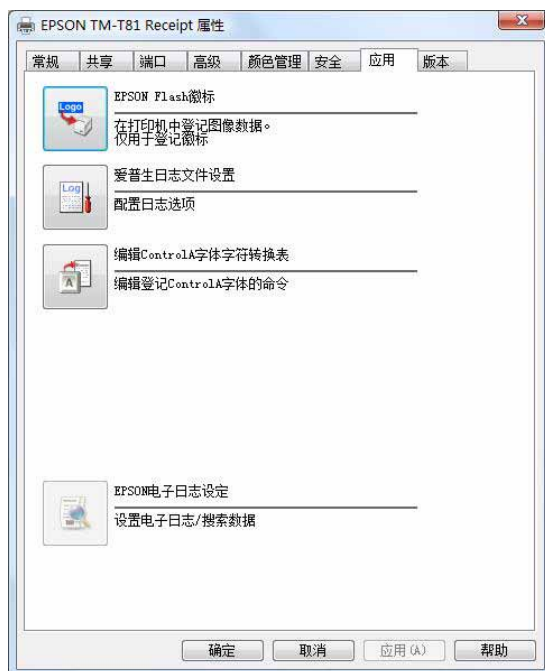 EPSON TM-T81 Receipt 属性
常规 共享 端口 高级 颜色管理 安全 应用 版本
Logo
EPSON Flash徽标
在打印机中登记图像数据。
仅用于登记徽标
Log
爱普生日志文件设置
配置日志选项
A
编辑ControlA字体字符转换表
编辑登记ControlA字体的命令
EPSON电子日志设定
设置电子日志/搜索数据
确定 取消 应用(A) 帮助